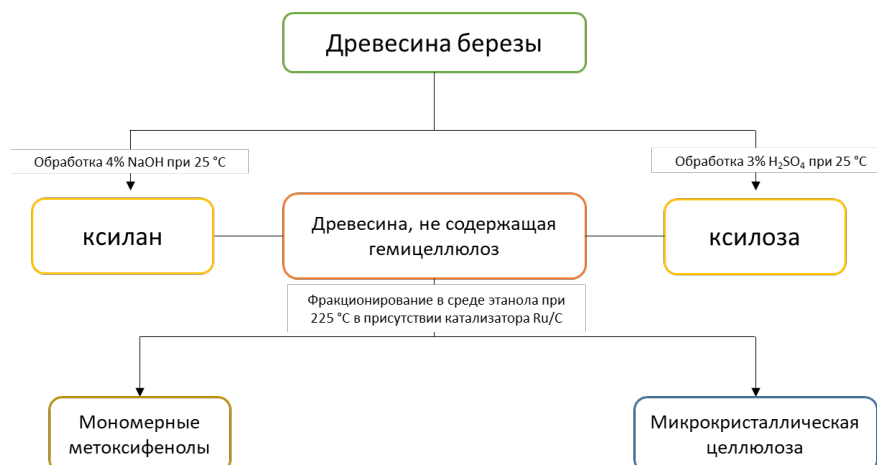 Древесина березы
Обработка 4% NaOH при 25 °C
Обработка 3% H₂SO₄ при 25 °C
ксилан
Древесина, не содержащая
гемицеллюлоз
ксилоза
Фракционирование в среде этанола при
225 °C в присутствии катализатора Ru/C
Мономерные
метоксифенолы
Микрокристаллическая
целлюлоза